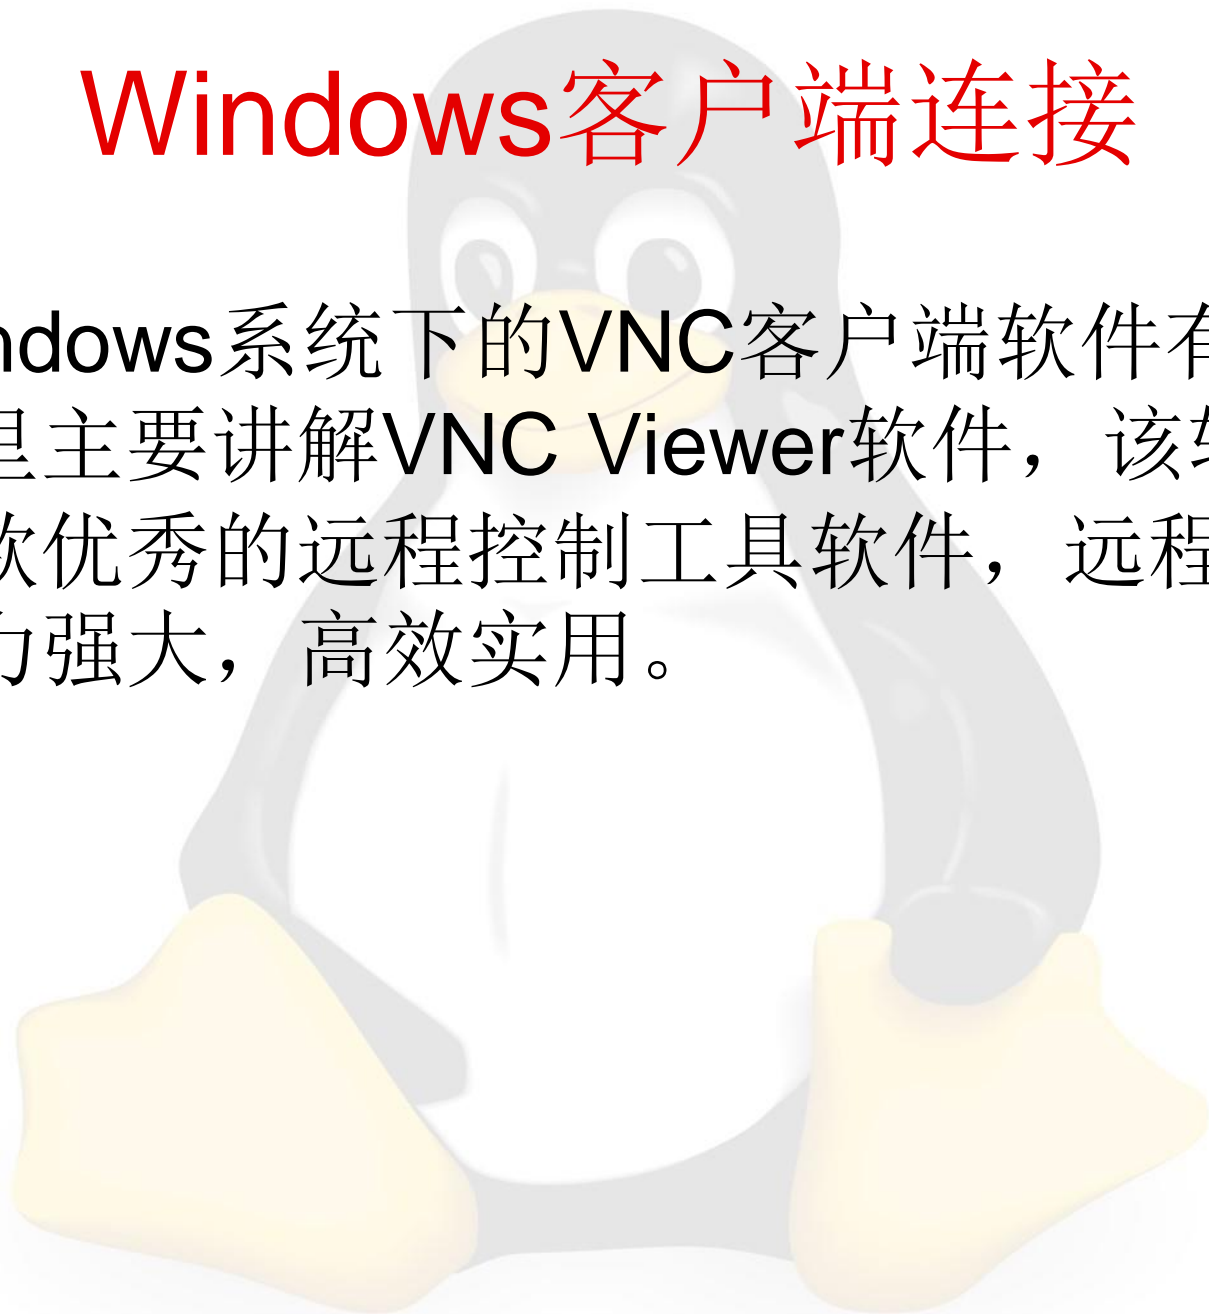 Windows客户端连接
ndows系统下的VNC客户端软件有
里主要讲解VNC Viewer软件，该软
款优秀的远程控制工具软件，远程
力强大，高效实用。